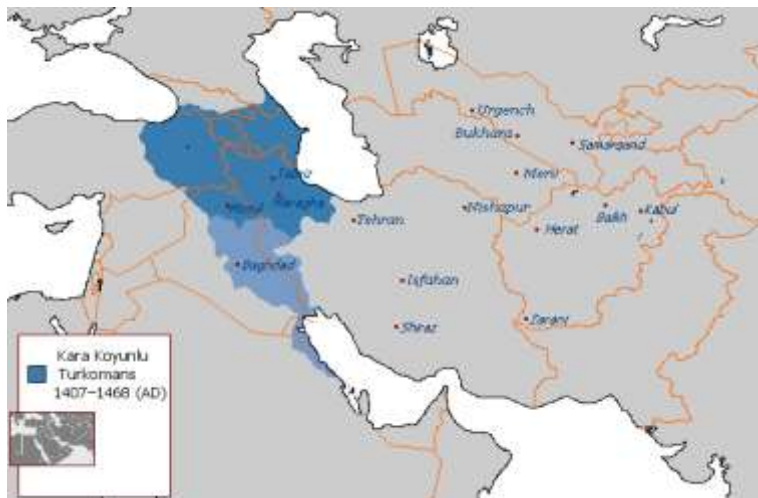 Urgench
Bukhara
Samarqand
Merv
Tabriz
Maragha
Mosul
Nishapur
Balkh
Kabul
Tehran
Herat
Baghdad
Isfahan
Zaranj
Shiraz
Kara Koyunlu
Turkomans
1407–1468 (AD)